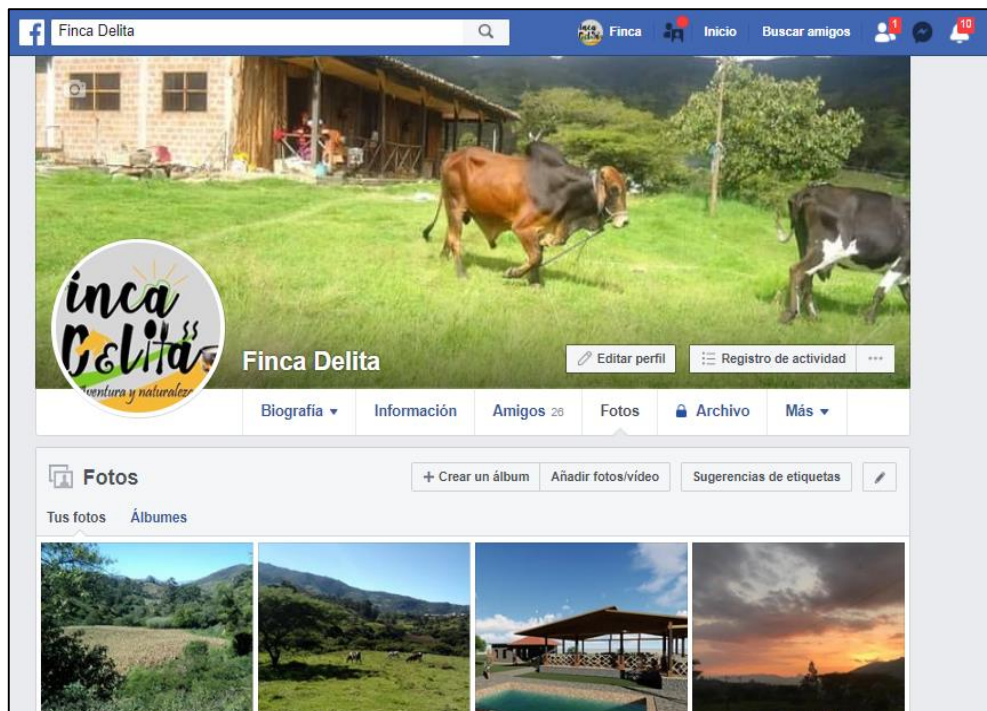 Finca Delita
Finca
Inicio
Buscar amigos
1
10
inca
Delita
ventura y naturaleza
Finca Delita
Editar perfil
Registro de actividad
Biografía
Información
Amigos 26
Fotos
Archivo
Más
Fotos
+ Crear un álbum
Añadir fotos/vídeo
Sugerencias de etiquetas
Tus fotos
Álbumes